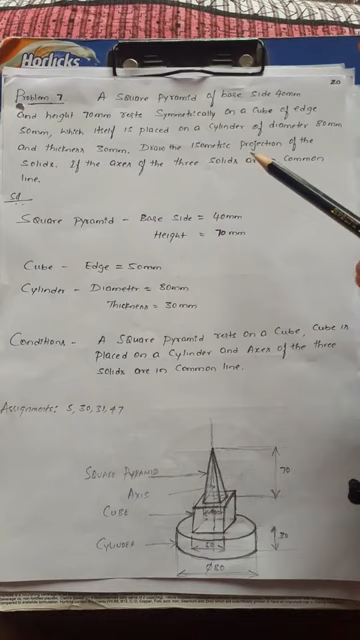 Horlicks
20
Problem 7 A Square Pyramid of base side 40mm
and height 70mm rests Symmetrically on a Cube of edge
50mm, which itself is placed on a Cylinder of diameter 80mm
and thickness 30mm. Draw the isometric projection of the
Solids. If the axes of the three Solids are common
line.
Sol
Square Pyramid - Base Side = 40mm
Height = 70mm
Cube - Edge = 50mm
Cylinder - Diameter = 80mm
Thickness = 30mm
Conditions - A Square Pyramid rests on a Cube, Cube is
placed on a Cylinder and Axes of the three
Solids are in Common line.
Assignments: 5, 30, 31, 47
SQUARE PYRAMID
70
AXIS
CUBE
CYLINDER
50
30
Ø80